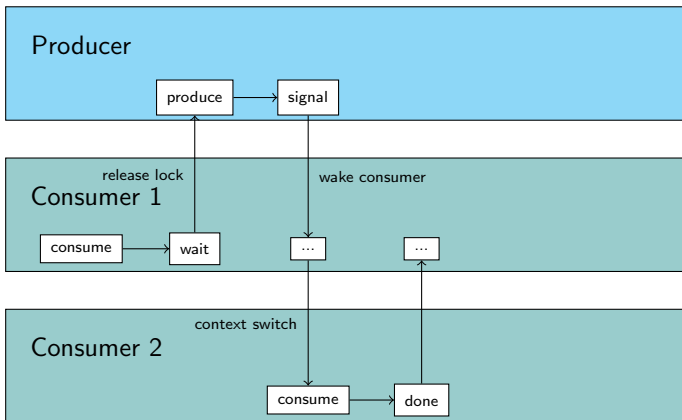 Producer
produce
signal
release lock
wake consumer
Consumer 1
consume
wait
...
...
context switch
Consumer 2
consume
done